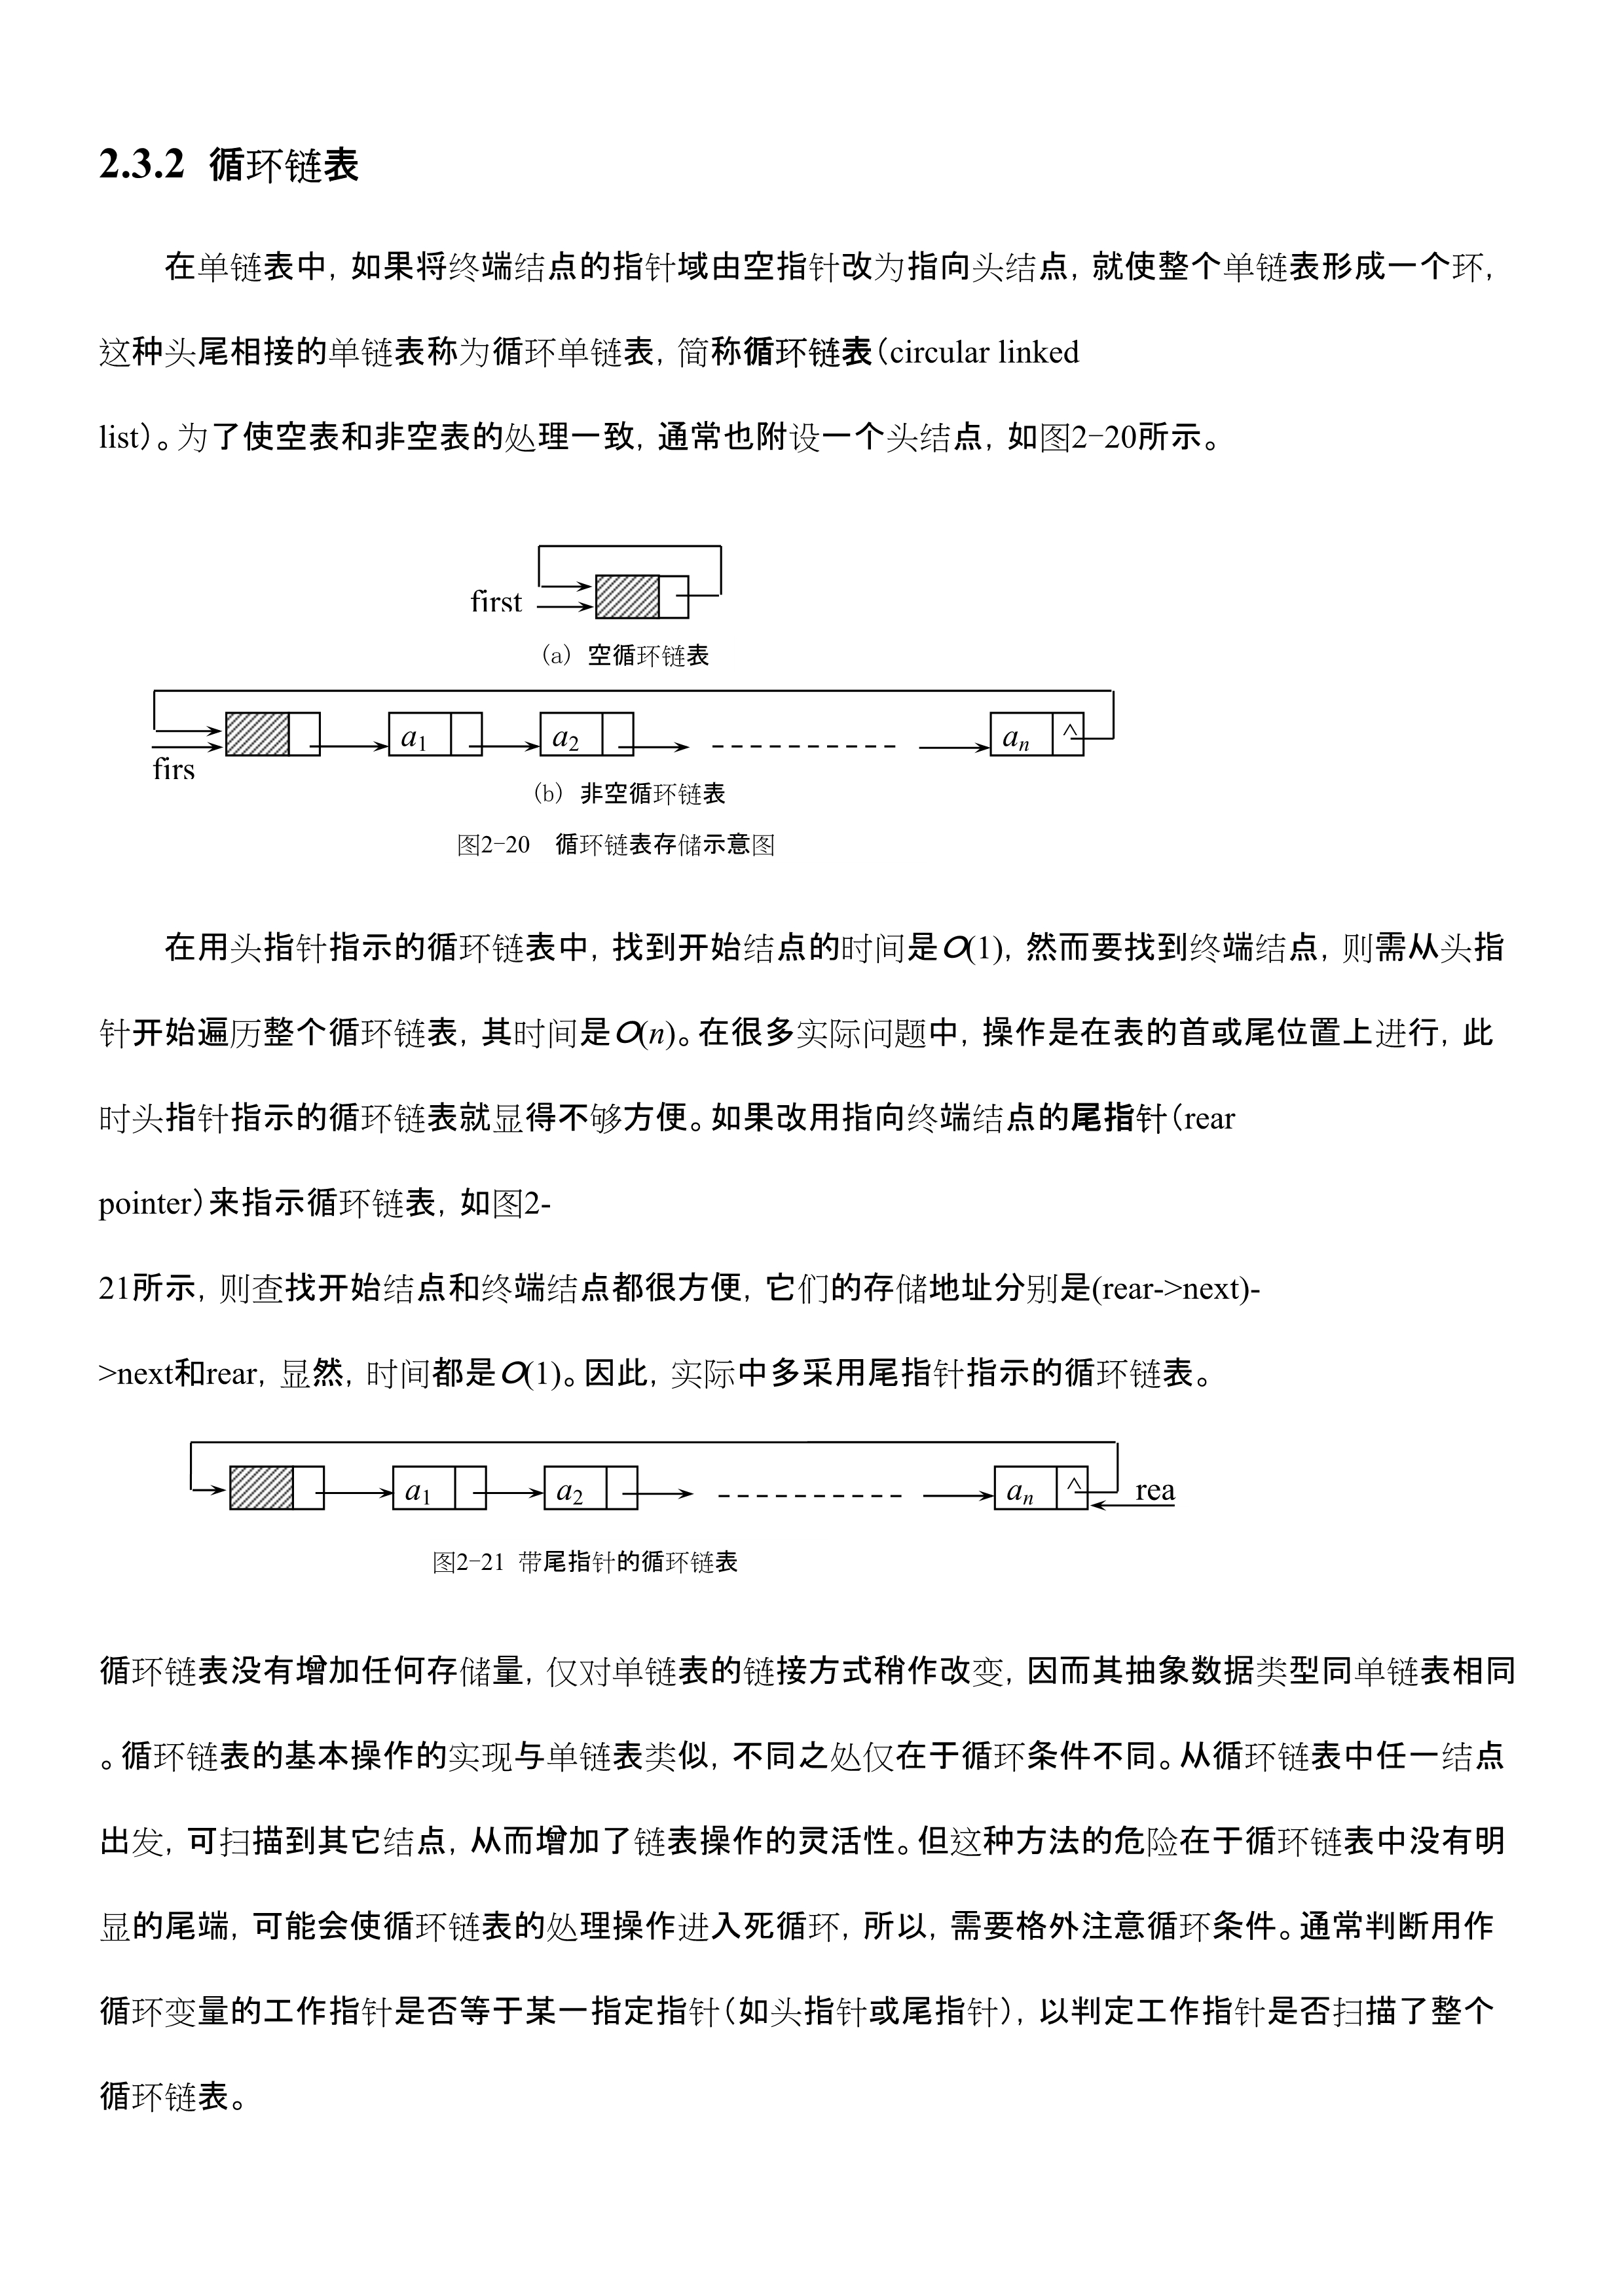 2.3.2 循环链表
在单链表中，如果将终端结点的指针域由空指针改为指向头结点，就使整个单链表形成一个环，
这种头尾相接的单链表称为循环单链表，简称循环链表（circular linked
list）。为了使空表和非空表的处理一致，通常也附设一个头结点，如图2-20所示。
first
(a) 空循环链表
a1 a2 an ^
firs
(b) 非空循环链表
图2-20 循环链表存储示意图
在用头指针指示的循环链表中，找到开始结点的时间是O(1)，然而要找到终端结点，则需从头指
针开始遍历整个循环链表，其时间是O(n)。在很多实际问题中，操作是在表的首或尾位置上进行，此
时头指针指示的循环链表就显得不够方便。如果改用指向终端结点的尾指针（rear
pointer）来指示循环链表，如图2-
21所示，则查找开始结点和终端结点都很方便，它们的存储地址分别是(rear->next)-
>next和rear，显然，时间都是O(1)。因此，实际中多采用尾指针指示的循环链表。
a1 a2 an ^ rea
图2-21 带尾指针的循环链表
循环链表没有增加任何存储量，仅对单链表的链接方式稍作改变，因而其抽象数据类型同单链表相同
。循环链表的基本操作的实现与单链表类似，不同之处仅在于循环条件不同。从循环链表中任一结点
出发，可扫描到其它结点，从而增加了链表操作的灵活性。但这种方法的危险在于循环链表中没有明
显的尾端，可能会使循环链表的处理操作进入死循环，所以，需要格外注意循环条件。通常判断用作
循环变量的工作指针是否等于某一指定指针（如头指针或尾指针），以判定工作指针是否扫描了整个
循环链表。